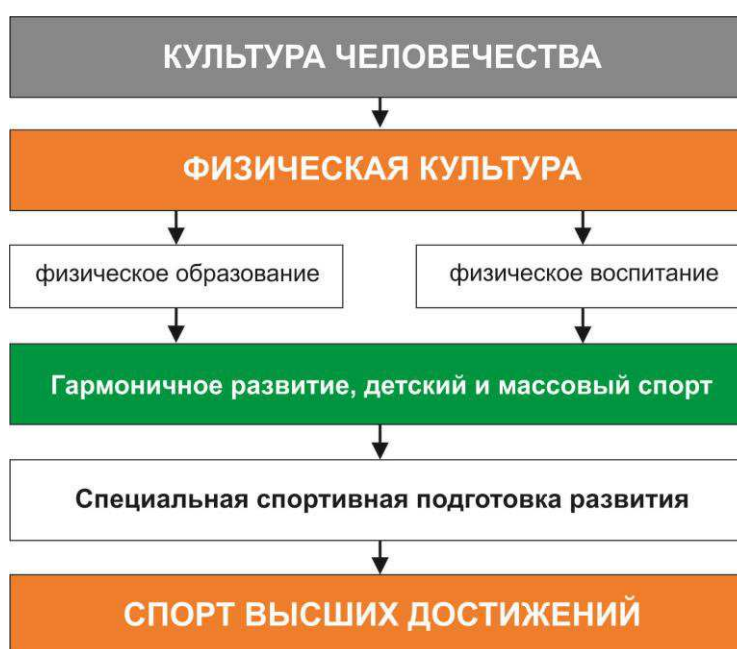 КУЛЬТУРА ЧЕЛОВЕЧЕСТВА
ФИЗИЧЕСКАЯ КУЛЬТУРА
физическое образование
физическое воспитание
Гармоничное развитие, детский и массовый спорт
Специальная спортивная подготовка развития
СПОРТ ВЫСШИХ ДОСТИЖЕНИЙ